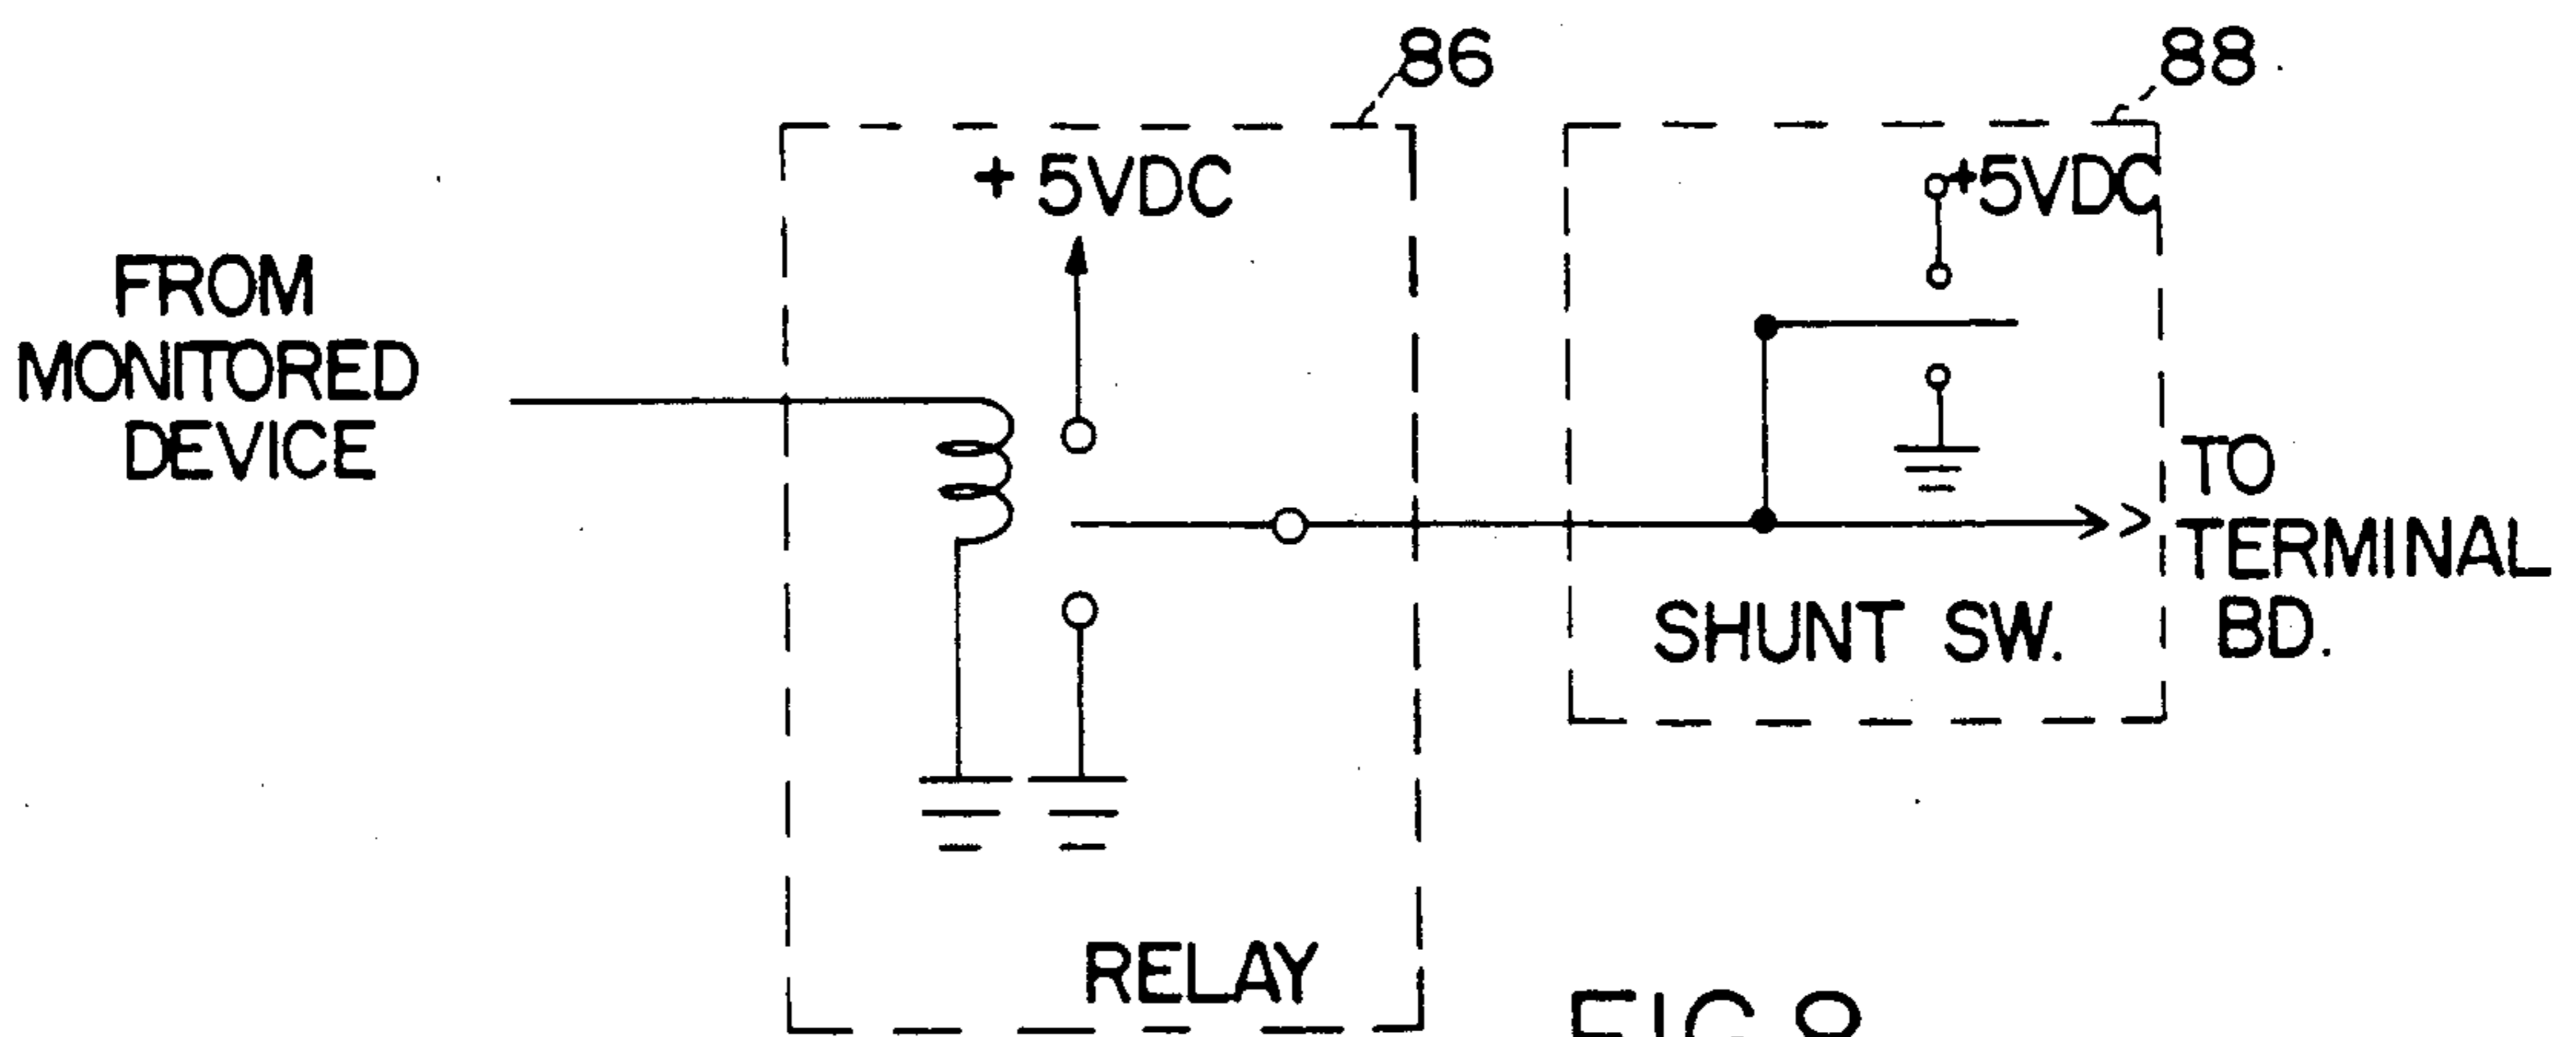 86
88
+ 5VDC
+5VDC
FROM
MONITORED
DEVICE
TO
TERMINAL
BD.
SHUNT SW.
RELAY